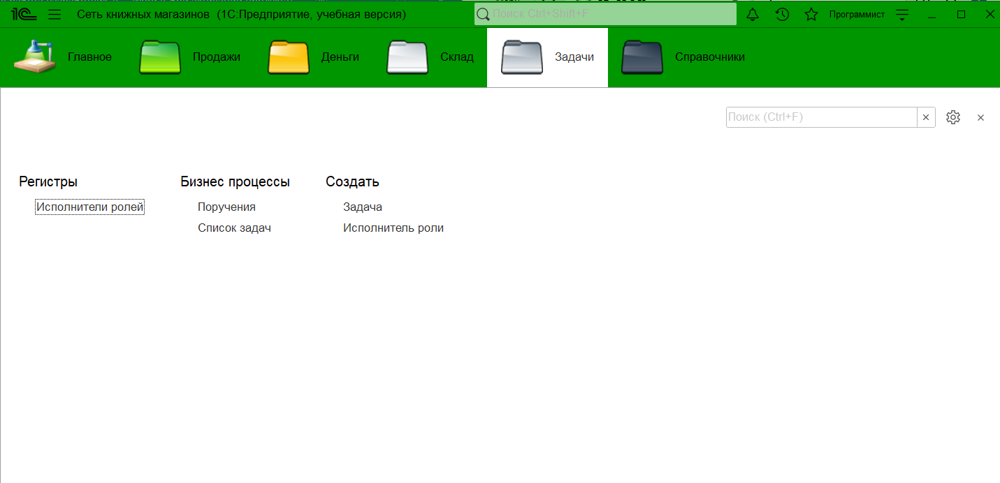 1С Сеть книжных магазинов (1С:Предприятие, учебная версия) Поиск Ctrl+Shift+F Программист
Главное Продажи Деньги Склад Задачи Справочники
Поиск (Ctrl+F)
Регистры Бизнес процессы Создать
Исполнители ролей Поручения Задача
Список задач Исполнитель роли